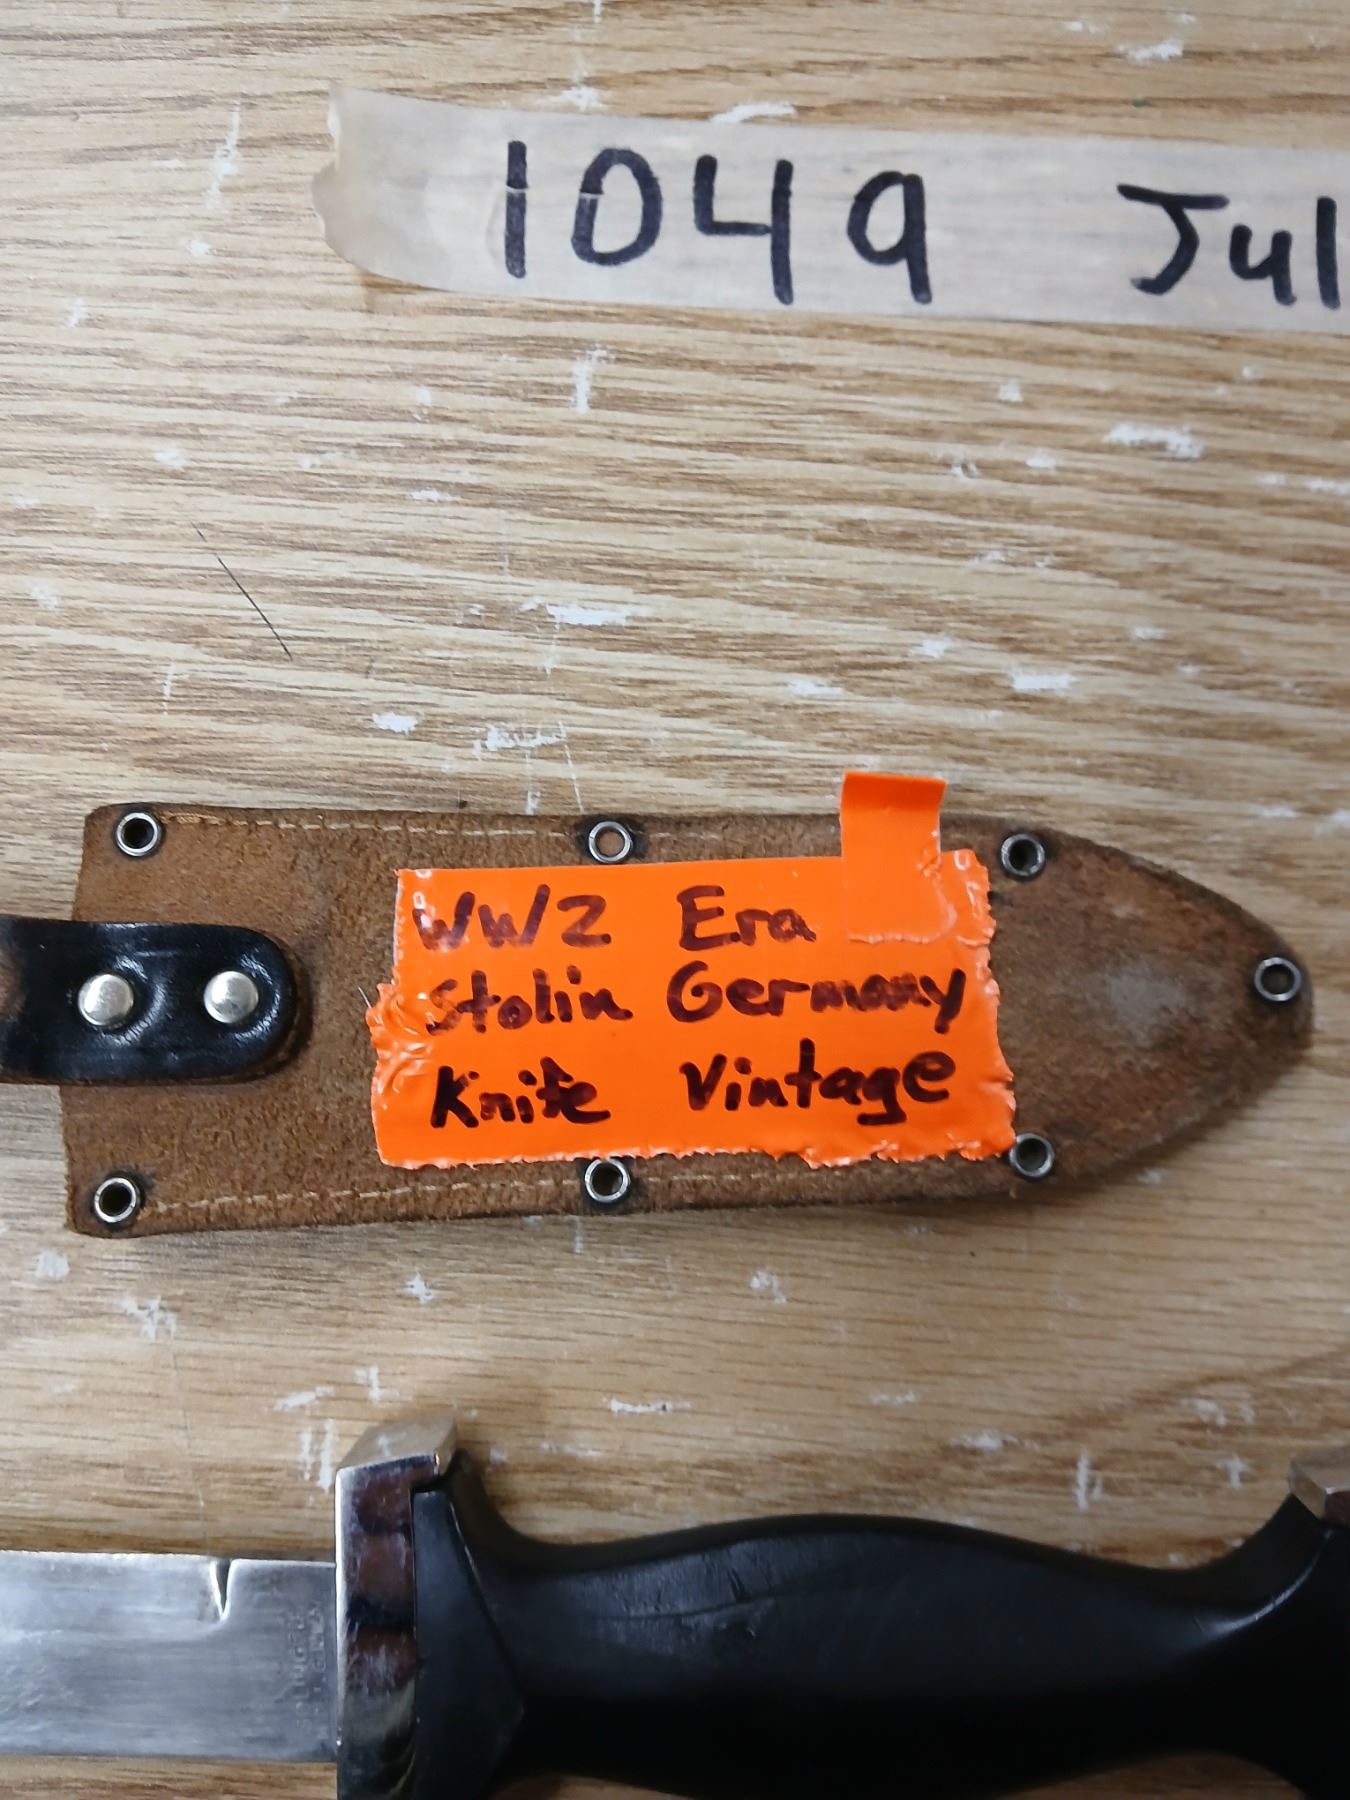 1049 Jul
WW2 Era
Stolin Germany
Knife Vintage